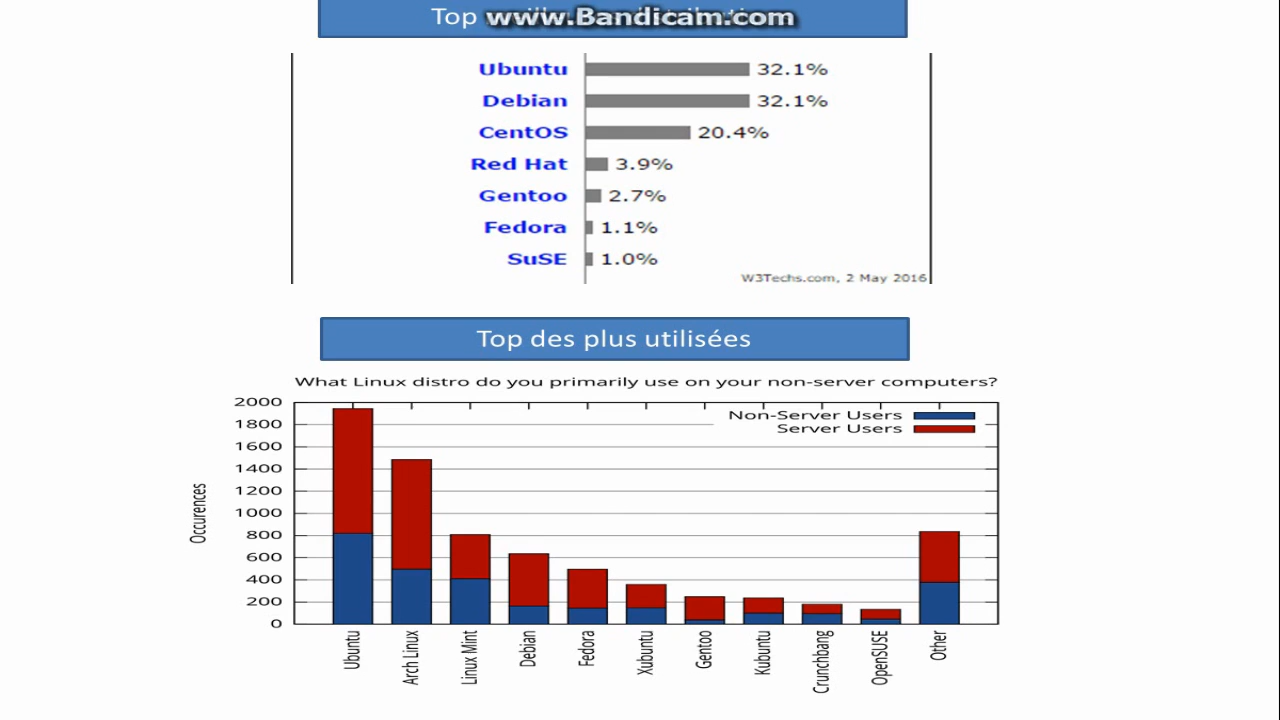 Top
www.Bandicam.com
Ubuntu 32.1%
Debian 32.1%
CentOS 20.4%
Red Hat 3.9%
Gentoo 2.7%
Fedora 1.1%
SuSE 1.0%
W3Techs.com, 2 May 2016
Top des plus utilisées
What Linux distro do you primarily use on your non-server computers?
Non-Server Users
Server Users
Occurences
2000
1800
1600
1400
1200
1000
800
600
400
200
0
Ubuntu
Arch Linux
Linux Mint
Debian
Fedora
Xubuntu
Gentoo
Kubuntu
Crunchbang
OpenSUSE
Other